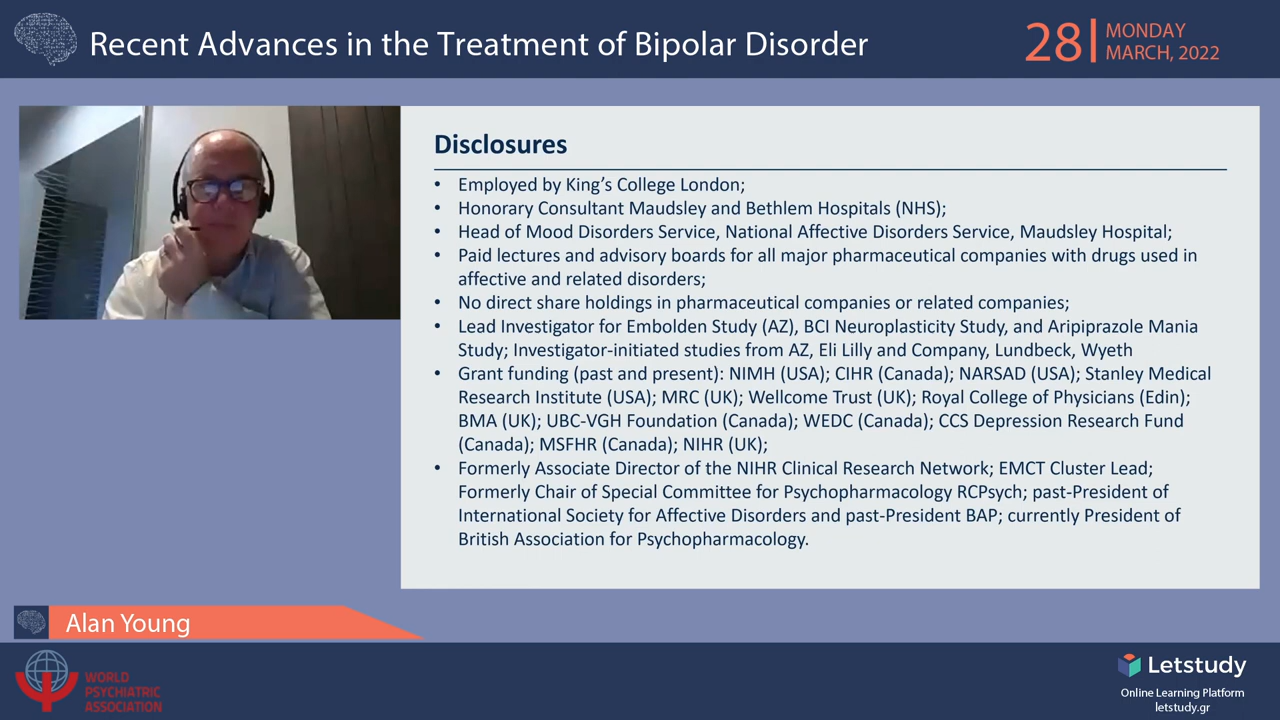 Recent Advances in the Treatment of Bipolar Disorder
28
MONDAY
MARCH, 2022
Disclosures
• Employed by King’s College London;
• Honorary Consultant Maudsley and Bethlem Hospitals (NHS);
• Head of Mood Disorders Service, National Affective Disorders Service, Maudsley Hospital;
• Paid lectures and advisory boards for all major pharmaceutical companies with drugs used in
affective and related disorders;
• No direct share holdings in pharmaceutical companies or related companies;
• Lead Investigator for Embolden Study (AZ), BCI Neuroplasticity Study, and Aripiprazole Mania
Study; Investigator-initiated studies from AZ, Eli Lilly and Company, Lundbeck, Wyeth
• Grant funding (past and present): NIMH (USA); CIHR (Canada); NARSAD (USA); Stanley Medical
Research Institute (USA); MRC (UK); Wellcome Trust (UK); Royal College of Physicians (Edin);
BMA (UK); UBC-VGH Foundation (Canada); WEDC (Canada); CCS Depression Research Fund
(Canada); MSFHR (Canada); NIHR (UK);
• Formerly Associate Director of the NIHR Clinical Research Network; EMCT Cluster Lead;
Formerly Chair of Special Committee for Psychopharmacology RCPsych; past-President of
International Society for Affective Disorders and past-President BAP; currently President of
British Association for Psychopharmacology.
Alan Young
WORLD
PSYCHIATRIC
ASSOCIATION
Letstudy
Online Learning Platform
letstudy.gr